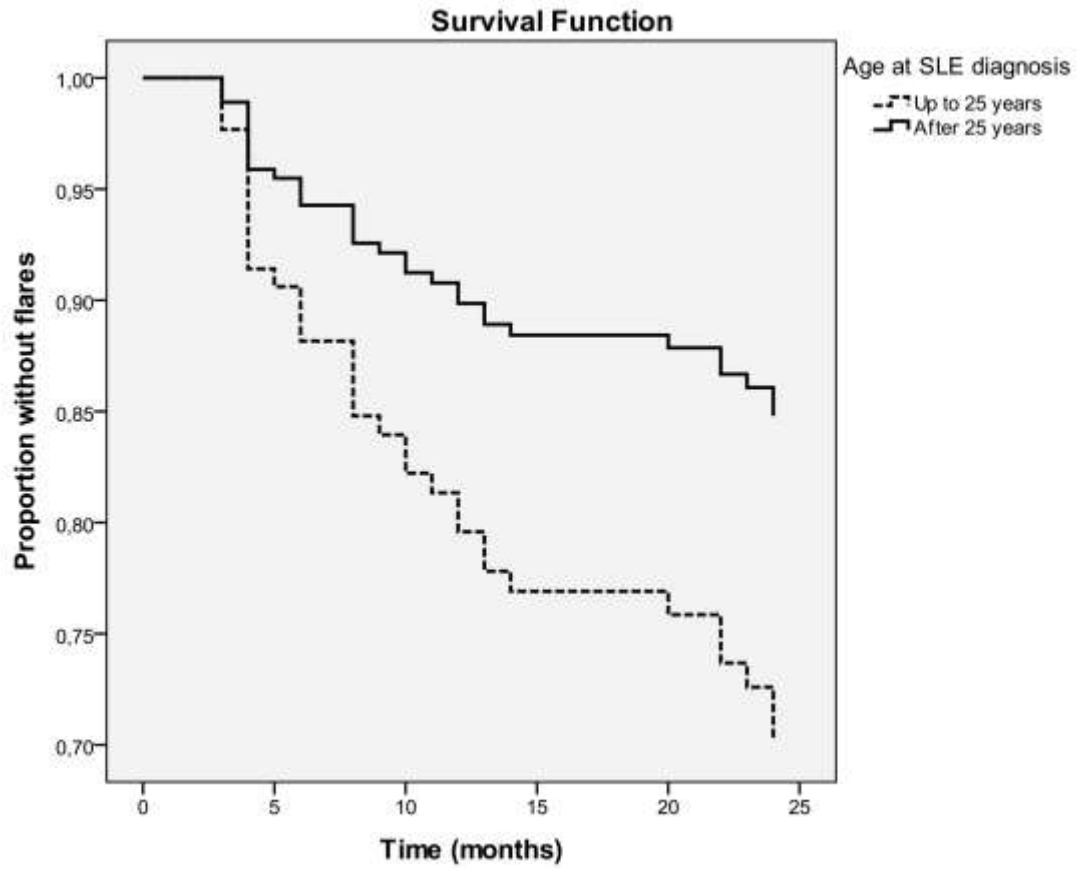 Survival Function
Age at SLE diagnosis
Up to 25 years
After 25 years
Proportion without flares
1,00
0,95
0,90
0,85
0,80
0,75
0,70
0 5 10 15 20 25
Time (months)